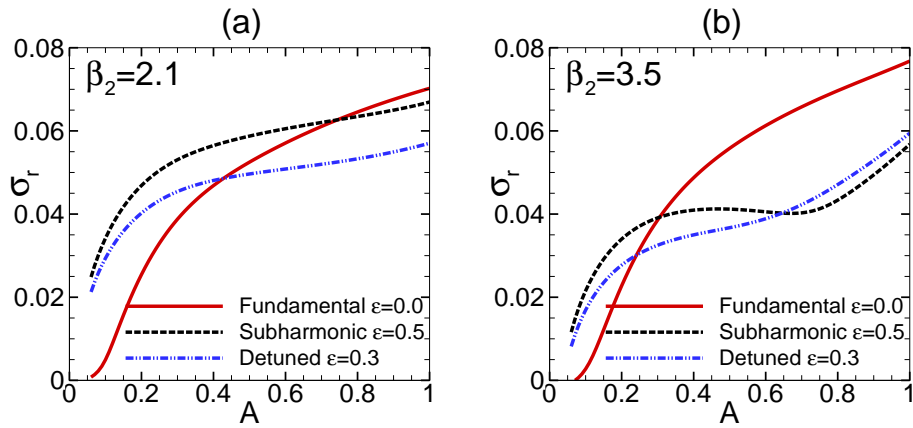 (a)
β₂=2.1
σᵣ
0.08
0.06
0.04
0.02
0
Fundamental ε=0.0
Subharmonic ε=0.5
Detuned ε=0.3
0 0.2 0.4 0.6 0.8 1
A
(b)
β₂=3.5
σᵣ
0.08
0.06
0.04
0.02
0
Fundamental ε=0.0
Subharmonic ε=0.5
Detuned ε=0.3
0 0.2 0.4 0.6 0.8 1
A